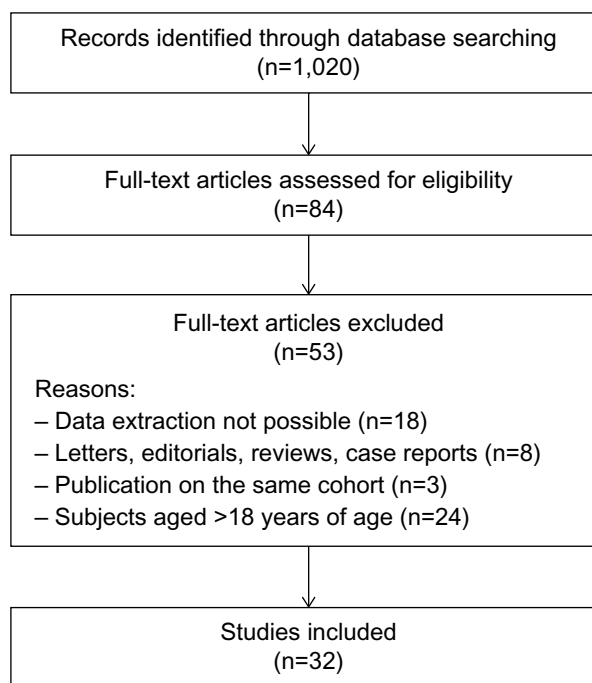 Records identified through database searching
(n=1,020)
Full-text articles assessed for eligibility
(n=84)
Full-text articles excluded
(n=53)
Reasons:
– Data extraction not possible (n=18)
– Letters, editorials, reviews, case reports (n=8)
– Publication on the same cohort (n=3)
– Subjects aged >18 years of age (n=24)
Studies included
(n=32)